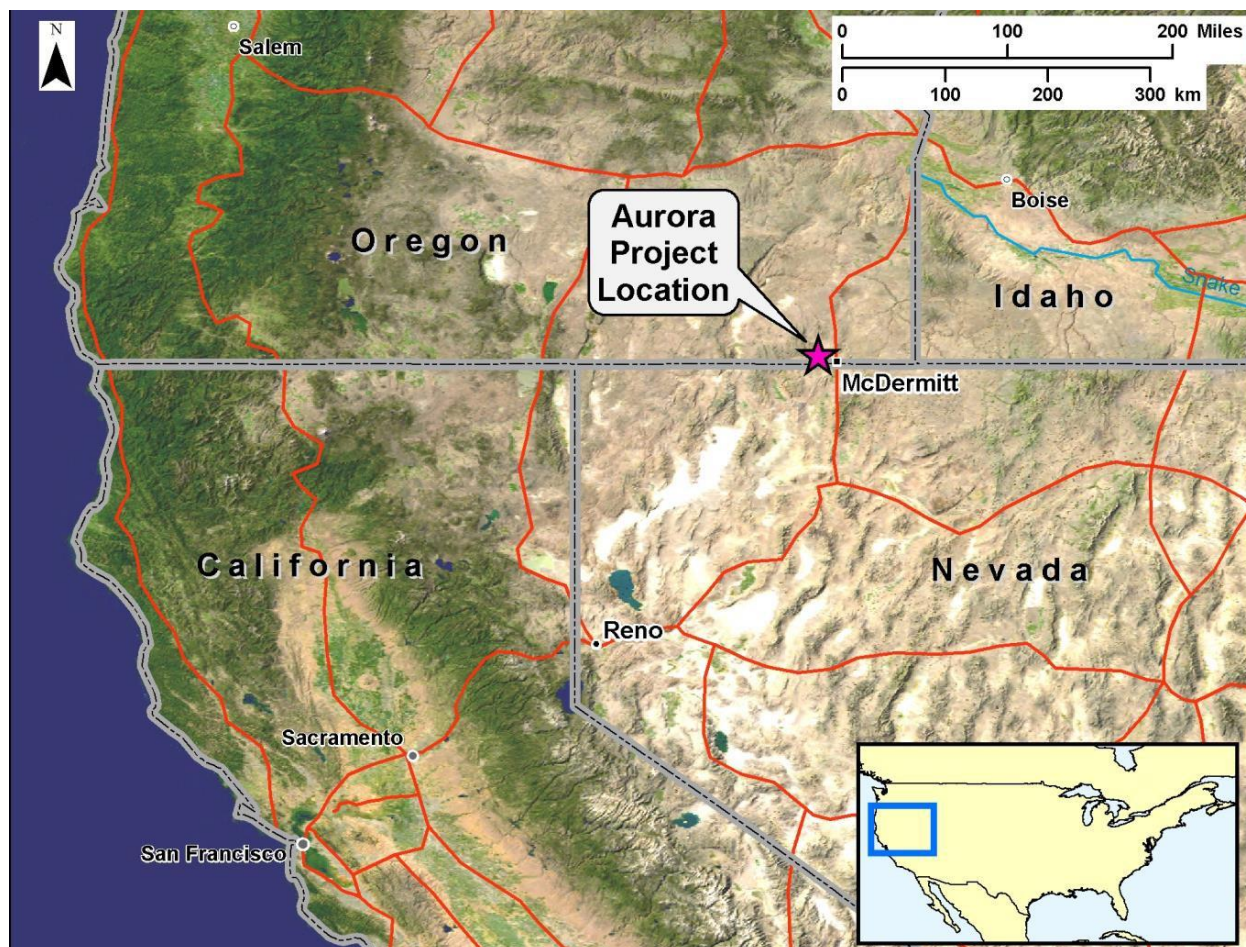 N
Salem
0 100 200 Miles
0 100 200 300 km
Boise
Aurora
Project
Location
Oregon
Snake
Idaho
McDermitt
California
Nevada
Reno
Sacramento
San Francisco